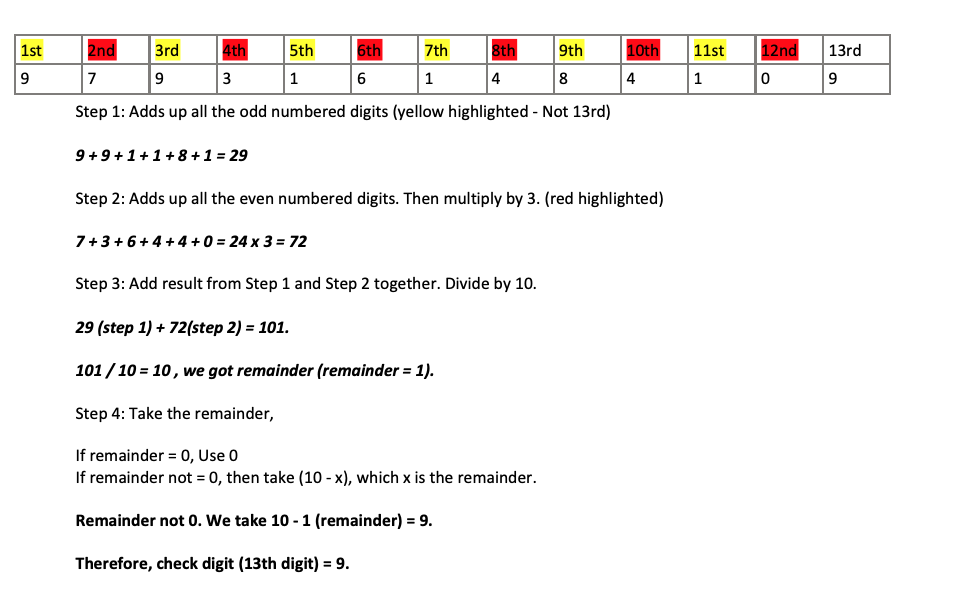 1st 2nd 3rd 4th 5th 6th 7th 8th 9th 10th 11st 12nd 13rd
9 7 9 3 1 6 1 4 8 4 1 0 9
Step 1: Adds up all the odd numbered digits (yellow highlighted - Not 13rd)
9 + 9 + 1 + 1 + 8 + 1 = 29
Step 2: Adds up all the even numbered digits. Then multiply by 3. (red highlighted)
7 + 3 + 6 + 4 + 4 + 0 = 24 x 3 = 72
Step 3: Add result from Step 1 and Step 2 together. Divide by 10.
29 (step 1) + 72(step 2) = 101.
101 / 10 = 10 , we got remainder (remainder = 1).
Step 4: Take the remainder,
If remainder = 0, Use 0
If remainder not = 0, then take (10 - x), which x is the remainder.
Remainder not 0. We take 10 - 1 (remainder) = 9.
Therefore, check digit (13th digit) = 9.